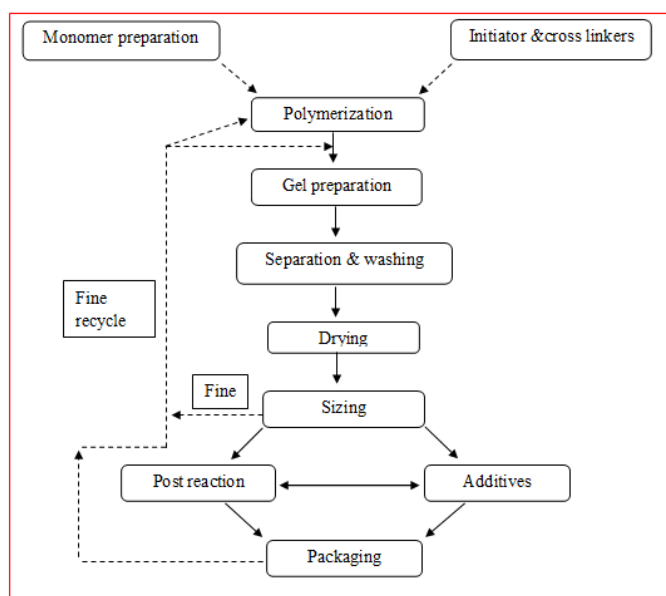 Monomer preparation
Initiator &cross linkers
Polymerization
Gel preparation
Separation & washing
Fine
recycle
Drying
Fine
Sizing
Post reaction
Additives
Packaging